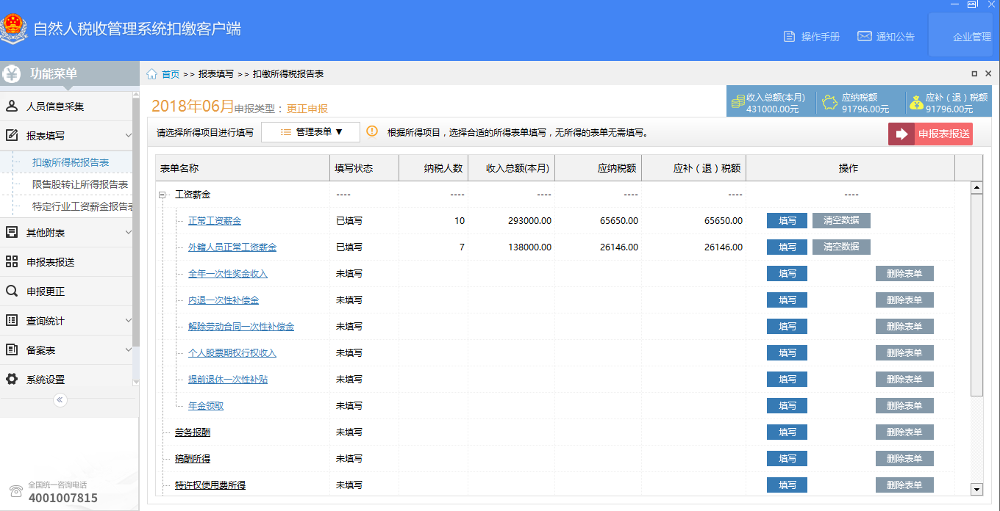 自然人税收管理系统扣缴客户端
操作手册 通知公告 企业管理
功能菜单
人员信息采集
报表填写
扣缴所得税报告表
限售股转让所得报告表
特定行业工资薪金报告表
其他附表
申报表报送
申报更正
查询统计
备案表
系统设置
全国统一咨询电话
4001007815
首页 >> 报表填写 >> 扣缴所得税报告表
2018年06月申报类型： 更正申报
收入总额(本月) 应纳税额 应补（退）税额
431000.00元 91796.00元 91796.00元
请选择所得项目进行填写 管理表单▼ 根据所得项目，选择合适的所得表单填写，无所得的表单无需填写。 申报表报送
表单名称 填写状态 纳税人数 收入总额(本月) 应纳税额 应补（退）税额 操作
工资薪金 ---- ---- ---- ---- ---- ----
正常工资薪金 已填写 10 293000.00 65650.00 65650.00 填写 清空数据
外籍人员正常工资薪金 已填写 7 138000.00 26146.00 26146.00 填写 清空数据
全年一次性奖金收入 未填写 填写 删除表单
内退一次性补偿金 未填写 填写 删除表单
解除劳动合同一次性补偿金 未填写 填写 删除表单
个人股票期权行权收入 未填写 填写 删除表单
提前退休一次性补贴 未填写 填写 删除表单
年金领取 未填写 填写 删除表单
劳务报酬 未填写 填写 删除表单
稿酬所得 未填写 填写 删除表单
特许权使用费所得 未填写 填写 删除表单